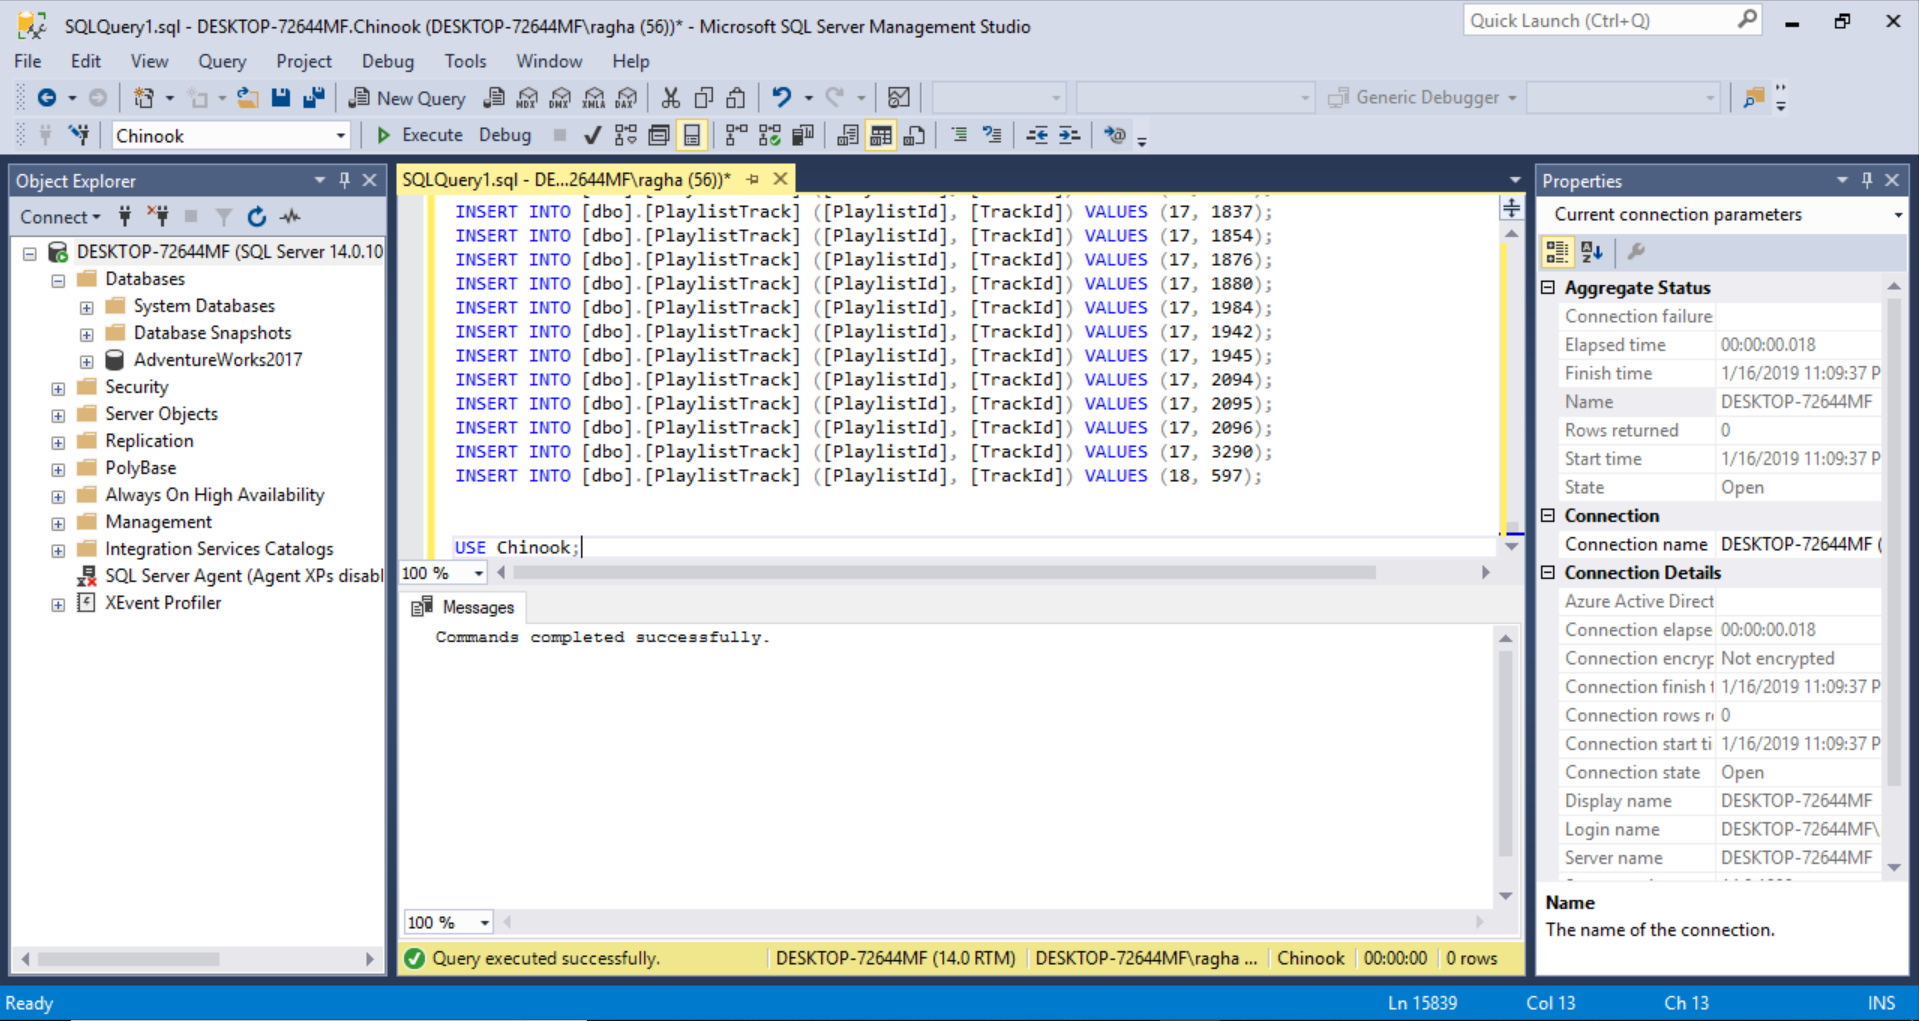 SQLQuery1.sql - DESKTOP-72644MF.Chinook (DESKTOP-72644MF\ragha (56))* - Microsoft SQL Server Management Studio
Quick Launch (Ctrl+Q)
File Edit View Query Project Debug Tools Window Help
New Query MDX DMX XMLA DAX Generic Debugger
Chinook Execute Debug
Object Explorer
Connect
DESKTOP-72644MF (SQL Server 14.0.10
Databases
System Databases
Database Snapshots
AdventureWorks2017
Security
Server Objects
Replication
PolyBase
Always On High Availability
Management
Integration Services Catalogs
SQL Server Agent (Agent XPs disabl
XEvent Profiler
SQLQuery1.sql - DE...2644MF\ragha (56))*
INSERT INTO [dbo].[PlaylistTrack] ([PlaylistId], [TrackId]) VALUES (17, 1837);
INSERT INTO [dbo].[PlaylistTrack] ([PlaylistId], [TrackId]) VALUES (17, 1854);
INSERT INTO [dbo].[PlaylistTrack] ([PlaylistId], [TrackId]) VALUES (17, 1876);
INSERT INTO [dbo].[PlaylistTrack] ([PlaylistId], [TrackId]) VALUES (17, 1880);
INSERT INTO [dbo].[PlaylistTrack] ([PlaylistId], [TrackId]) VALUES (17, 1984);
INSERT INTO [dbo].[PlaylistTrack] ([PlaylistId], [TrackId]) VALUES (17, 1942);
INSERT INTO [dbo].[PlaylistTrack] ([PlaylistId], [TrackId]) VALUES (17, 1945);
INSERT INTO [dbo].[PlaylistTrack] ([PlaylistId], [TrackId]) VALUES (17, 2094);
INSERT INTO [dbo].[PlaylistTrack] ([PlaylistId], [TrackId]) VALUES (17, 2095);
INSERT INTO [dbo].[PlaylistTrack] ([PlaylistId], [TrackId]) VALUES (17, 2096);
INSERT INTO [dbo].[PlaylistTrack] ([PlaylistId], [TrackId]) VALUES (17, 3290);
INSERT INTO [dbo].[PlaylistTrack] ([PlaylistId], [TrackId]) VALUES (18, 597);
USE Chinook;
100 %
Messages
Commands completed successfully.
100 %
Query executed successfully. DESKTOP-72644MF (14.0 RTM) DESKTOP-72644MF\ragha ... Chinook 00:00:00 0 rows
Properties
Current connection parameters
Aggregate Status
Connection failure
Elapsed time 00:00:00.018
Finish time 1/16/2019 11:09:37 P
Name DESKTOP-72644MF
Rows returned 0
Start time 1/16/2019 11:09:37 P
State Open
Connection
Connection name DESKTOP-72644MF (
Connection Details
Azure Active Direct
Connection elapse 00:00:00.018
Connection encryp Not encrypted
Connection finish t 1/16/2019 11:09:37 P
Connection rows r 0
Connection start ti 1/16/2019 11:09:37 P
Connection state Open
Display name DESKTOP-72644MF
Login name DESKTOP-72644MF\
Server name DESKTOP-72644MF
Name
The name of the connection.
Ready Ln 15839 Col 13 Ch 13 INS